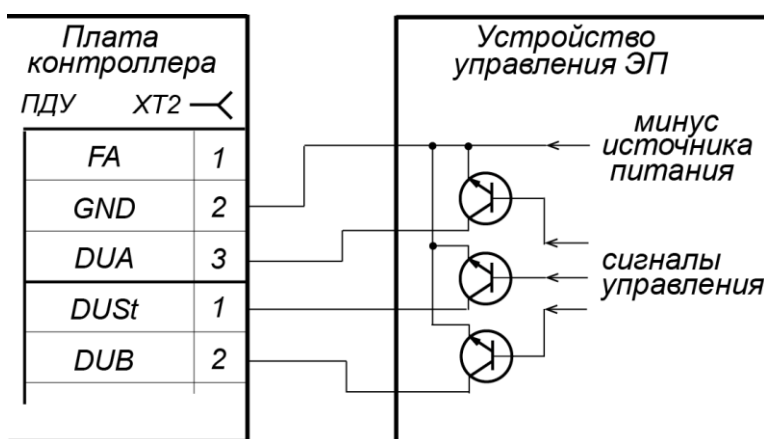 Плата
контроллера
ПДУ XT2
FA 1
GND 2
DUA 3
DUSt 1
DUB 2
Устройство
управления ЭП
минус
источника
питания
сигналы
управления